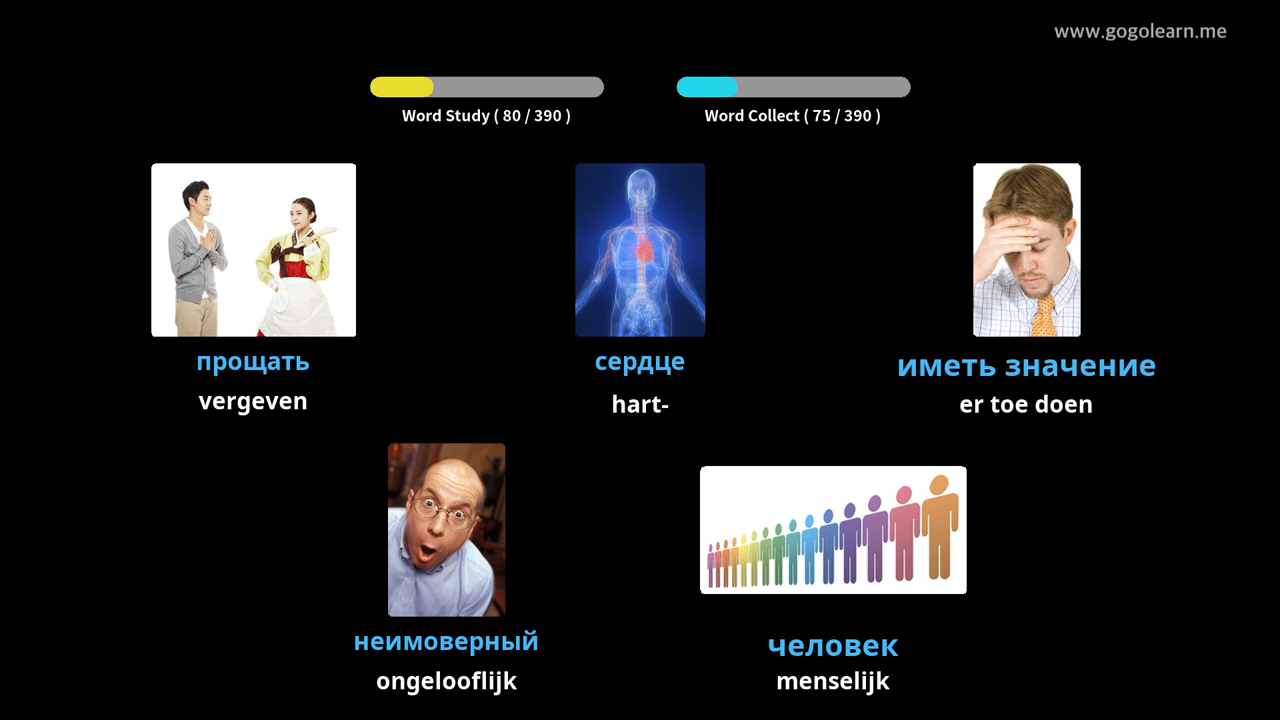 www.gogolearn.me
Word Study ( 80 / 390 )
Word Collect ( 75 / 390 )
прощать
vergeven
сердце
hart-
иметь значение
er toe doen
неимоверный
ongelooflijk
человек
menselijk